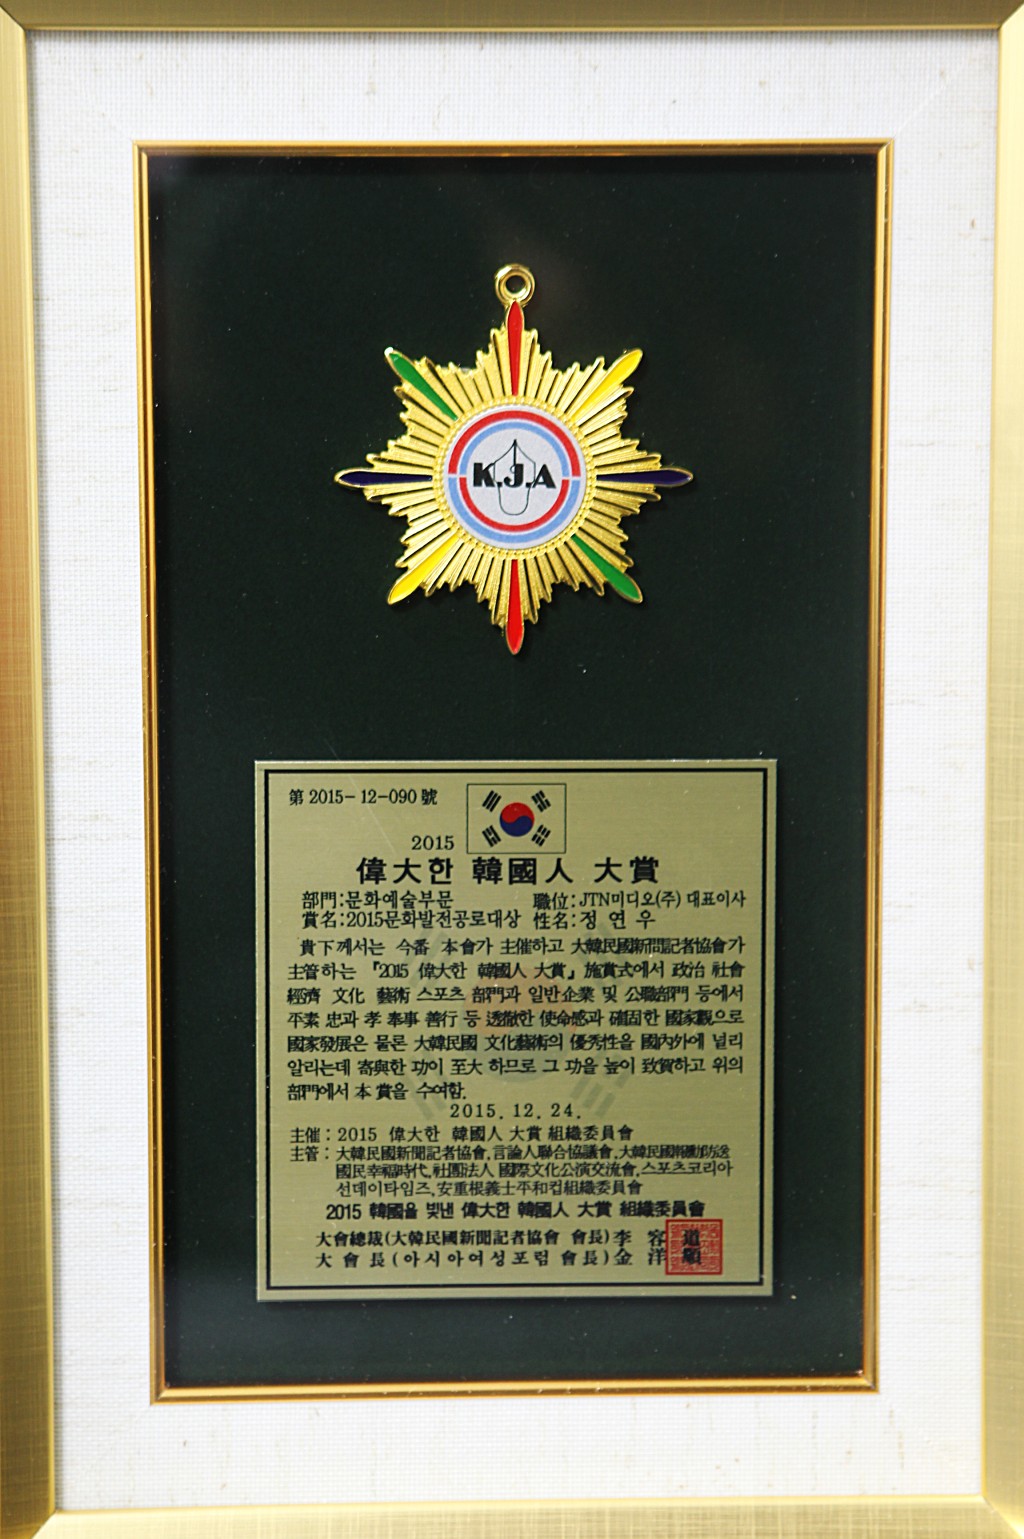 K.J.A
第 2015-12-090 號
2015
偉大한 韓國人 大賞
部門:문화예술부문 職位:JTN미디오(주) 대표이사
賞名:2015문화발전공로대상 性名:정 연 우
貴下께서는 今番 本會가 主催하고 大韓民國新聞記者協會가
主管하는 『2015 偉大한 韓國人 大賞』 施賞式에서 政治 社會
經濟 文化 藝術 스포츠 部門과 일반企業 및 公職部門 등에서
平素 忠과 孝 奉事 善行 등 透徹한 使命感과 確固한 國家觀으로
國家發展은 물론 大韓民國 文化藝術의 優秀性을 國內外에 널리
알리는데 寄與한 功이 至大 하므로 그 功을 높이 致賀하고 위의
部門에서 本 賞을 수여함.
2015. 12. 24.
主催: 2015 偉大한 韓國人 大賞 組織委員會
主管: 大韓民國新聞記者協會, 言論人聯合協議會, 大韓民國
國民幸福時代, 社團法人 國際文化公演交流會, 스포츠코리아
선데이타임즈, 安重根義士平和컵組織委員會
2015 韓國을 빛낸 偉大한 韓國人 大賞 組織委員會
大會總裁(大韓民國新聞記者協會 會長) 李 容 道
大 會 長 (아시아여성포럼 會長) 金 洋 順